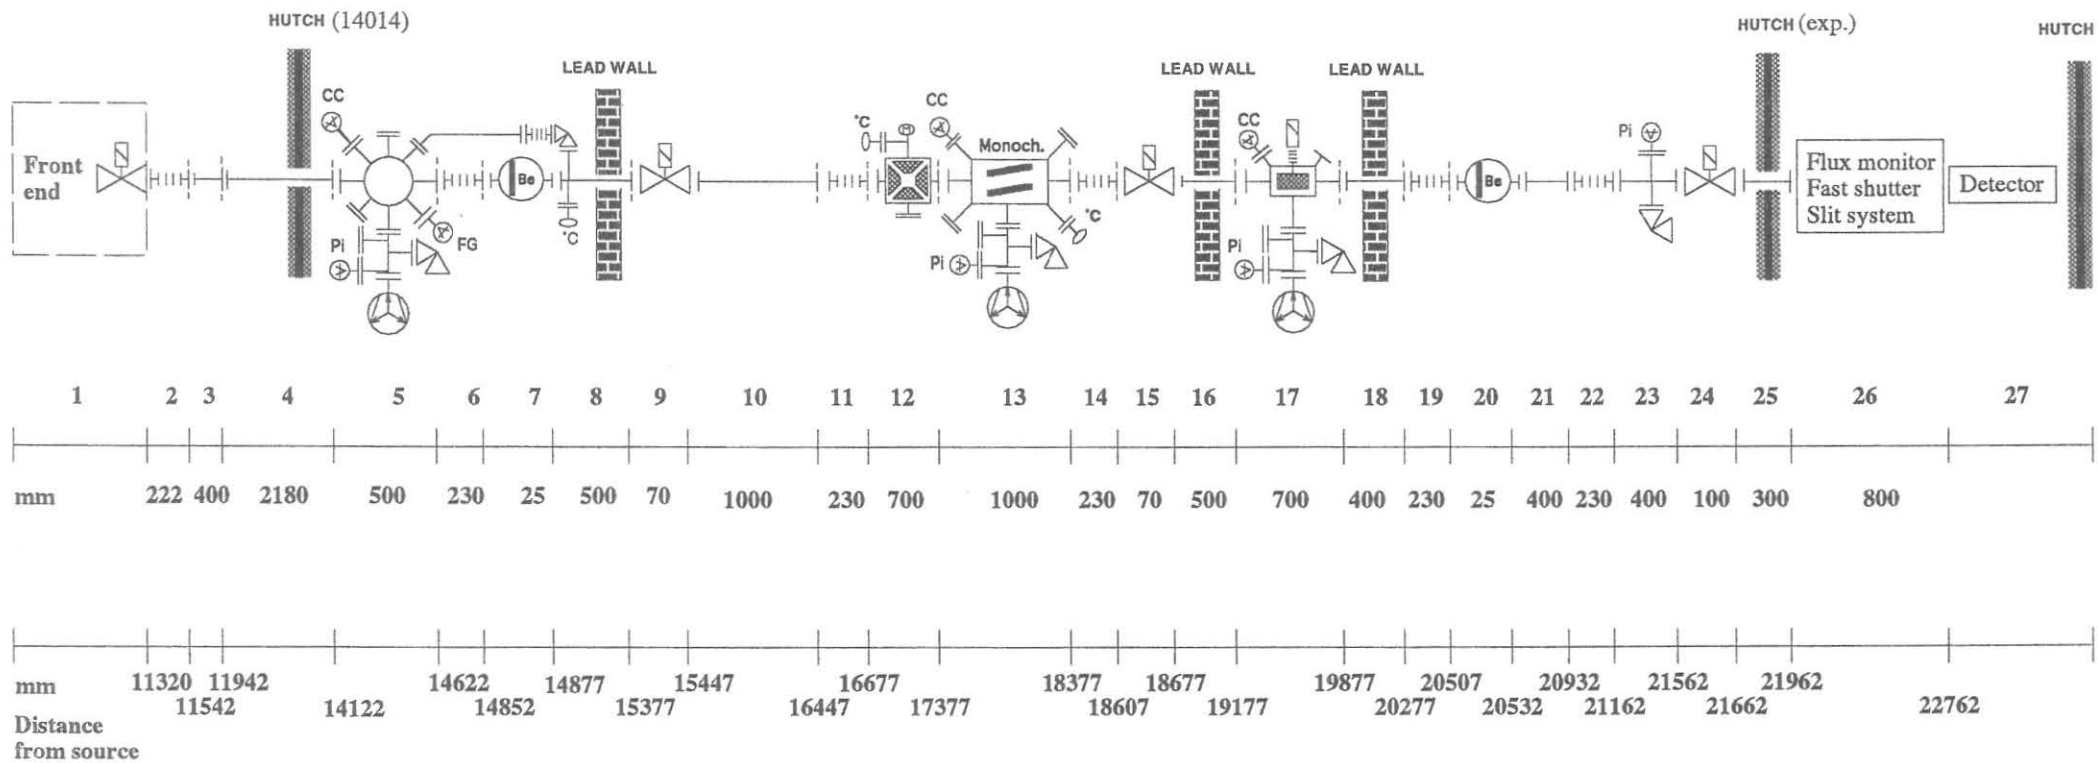 HUTCH (14014)
HUTCH (exp.)
HUTCH
LEAD WALL
LEAD WALL
LEAD WALL
CC
°C
CC
CC
Pi
Front
end
Be
Monoch.
Be
Flux monitor
Fast shutter
Slit system
Detector
Pi
FG
°C
Pi
°C
Pi
1 2 3 4 5 6 7 8 9 10 11 12 13 14 15 16 17 18 19 20 21 22 23 24 25 26 27
mm 222 400 2180 500 230 25 500 70 1000 230 700 1000 230 70 500 700 400 230 25 400 230 400 100 300 800
mm 11320 11942 14622 14877 15447 16677 18377 18677 19877 20507 20932 21562 21962
11542 14122 14852 15377 16447 17377 18607 19177 20277 20532 21162 21662 22762
Distance
from source